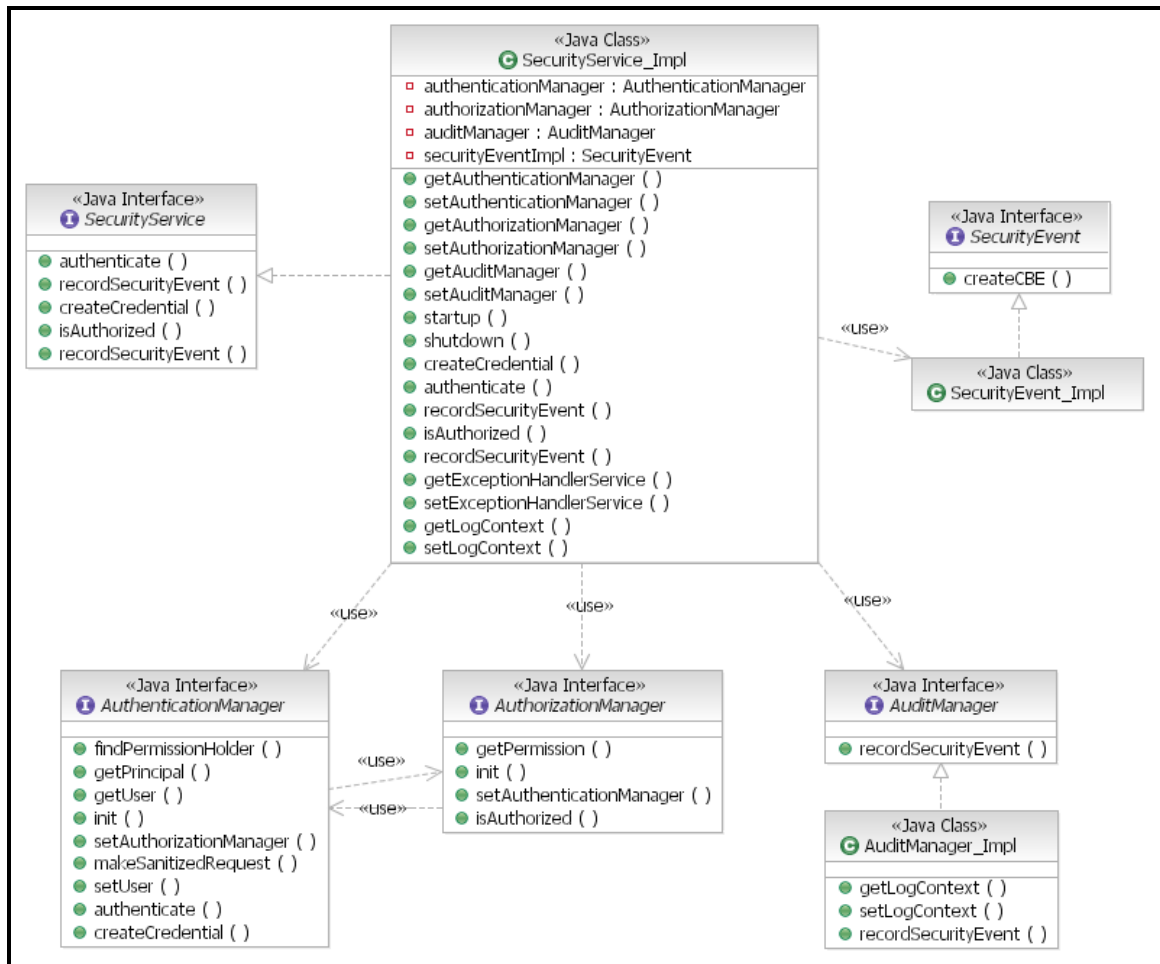 «Java Class»
SecurityService_Impl
authenticationManager : AuthenticationManager
authorizationManager : AuthorizationManager
auditManager : AuditManager
securityEventImpl : SecurityEvent
getAuthenticationManager ( )
setAuthenticationManager ( )
getAuthorizationManager ( )
setAuthorizationManager ( )
getAuditManager ( )
setAuditManager ( )
startup ( )
shutdown ( )
createCredential ( )
authenticate ( )
recordSecurityEvent ( )
isAuthorized ( )
recordSecurityEvent ( )
getExceptionHandlerService ( )
setExceptionHandlerService ( )
getLogContext ( )
setLogContext ( )
«Java Interface»
I SecurityService
authenticate ( )
recordSecurityEvent ( )
createCredential ( )
isAuthorized ( )
recordSecurityEvent ( )
«Java Interface»
I SecurityEvent
createCBE ( )
«use»
«Java Class»
C SecurityEvent_Impl
«use»
«use»
«use»
«Java Interface»
I AuthenticationManager
findPermissionHolder ( )
getPrincipal ( )
getUser ( )
init ( )
setAuthorizationManager ( )
makeSanitizedRequest ( )
setUser ( )
authenticate ( )
createCredential ( )
«use»
«use»
«Java Interface»
I AuthorizationManager
getPermission ( )
init ( )
setAuthenticationManager ( )
isAuthorized ( )
«Java Interface»
I AuditManager
recordSecurityEvent ( )
«Java Class»
C AuditManager_Impl
getLogContext ( )
setLogContext ( )
recordSecurityEvent ( )